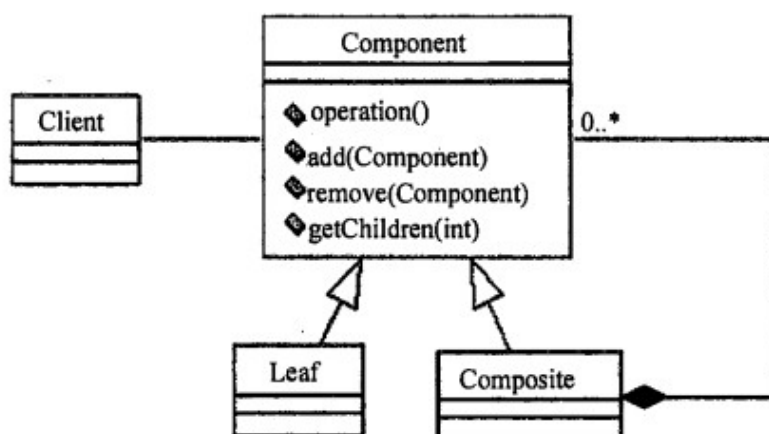 Component
Client
operation()
0..*
add(Component)
remove(Component)
getChildren(int)
Leaf
Composite